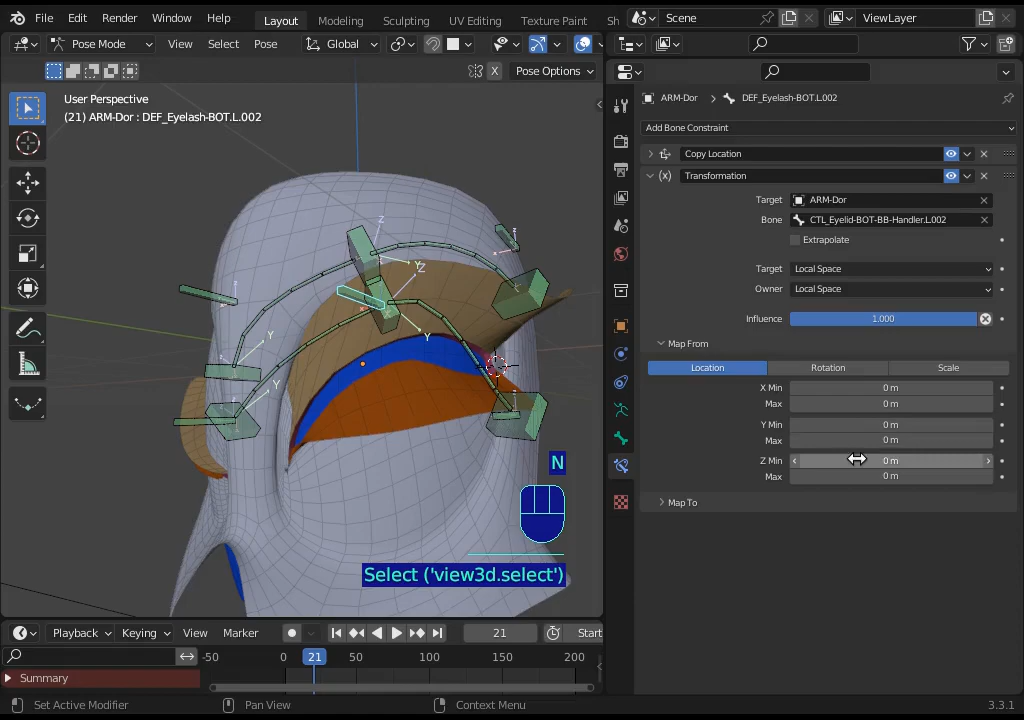 File Edit Render Window Help Layout Modeling Sculpting UV Editing Texture Paint Sh Scene ViewLayer
Pose Mode View Select Pose Global
X Pose Options
User Perspective
(21) ARM-Dor : DEF_Eyelash-BOT.L.002
ARM-Dor DEF_Eyelash-BOT.L.002
Add Bone Constraint
Copy Location
(x) Transformation
Target ARM-Dor
Bone CTL_Eyelid-BOT-BB-Handler.L.002
Extrapolate
Target Local Space
Owner Local Space
Influence 1.000
Map From
Location Rotation Scale
X Min 0 m
Max 0 m
Y Min 0 m
Max 0 m
Z Min 0 m
Max 0 m
Map To
Z
Y
Z
Y
Y
Y
N
Select ('view3d.select')
Playback Keying View Marker 21 Start
-50 0 21 50 100 150 200
Summary
Set Active Modifier Pan View Context Menu 3.3.1